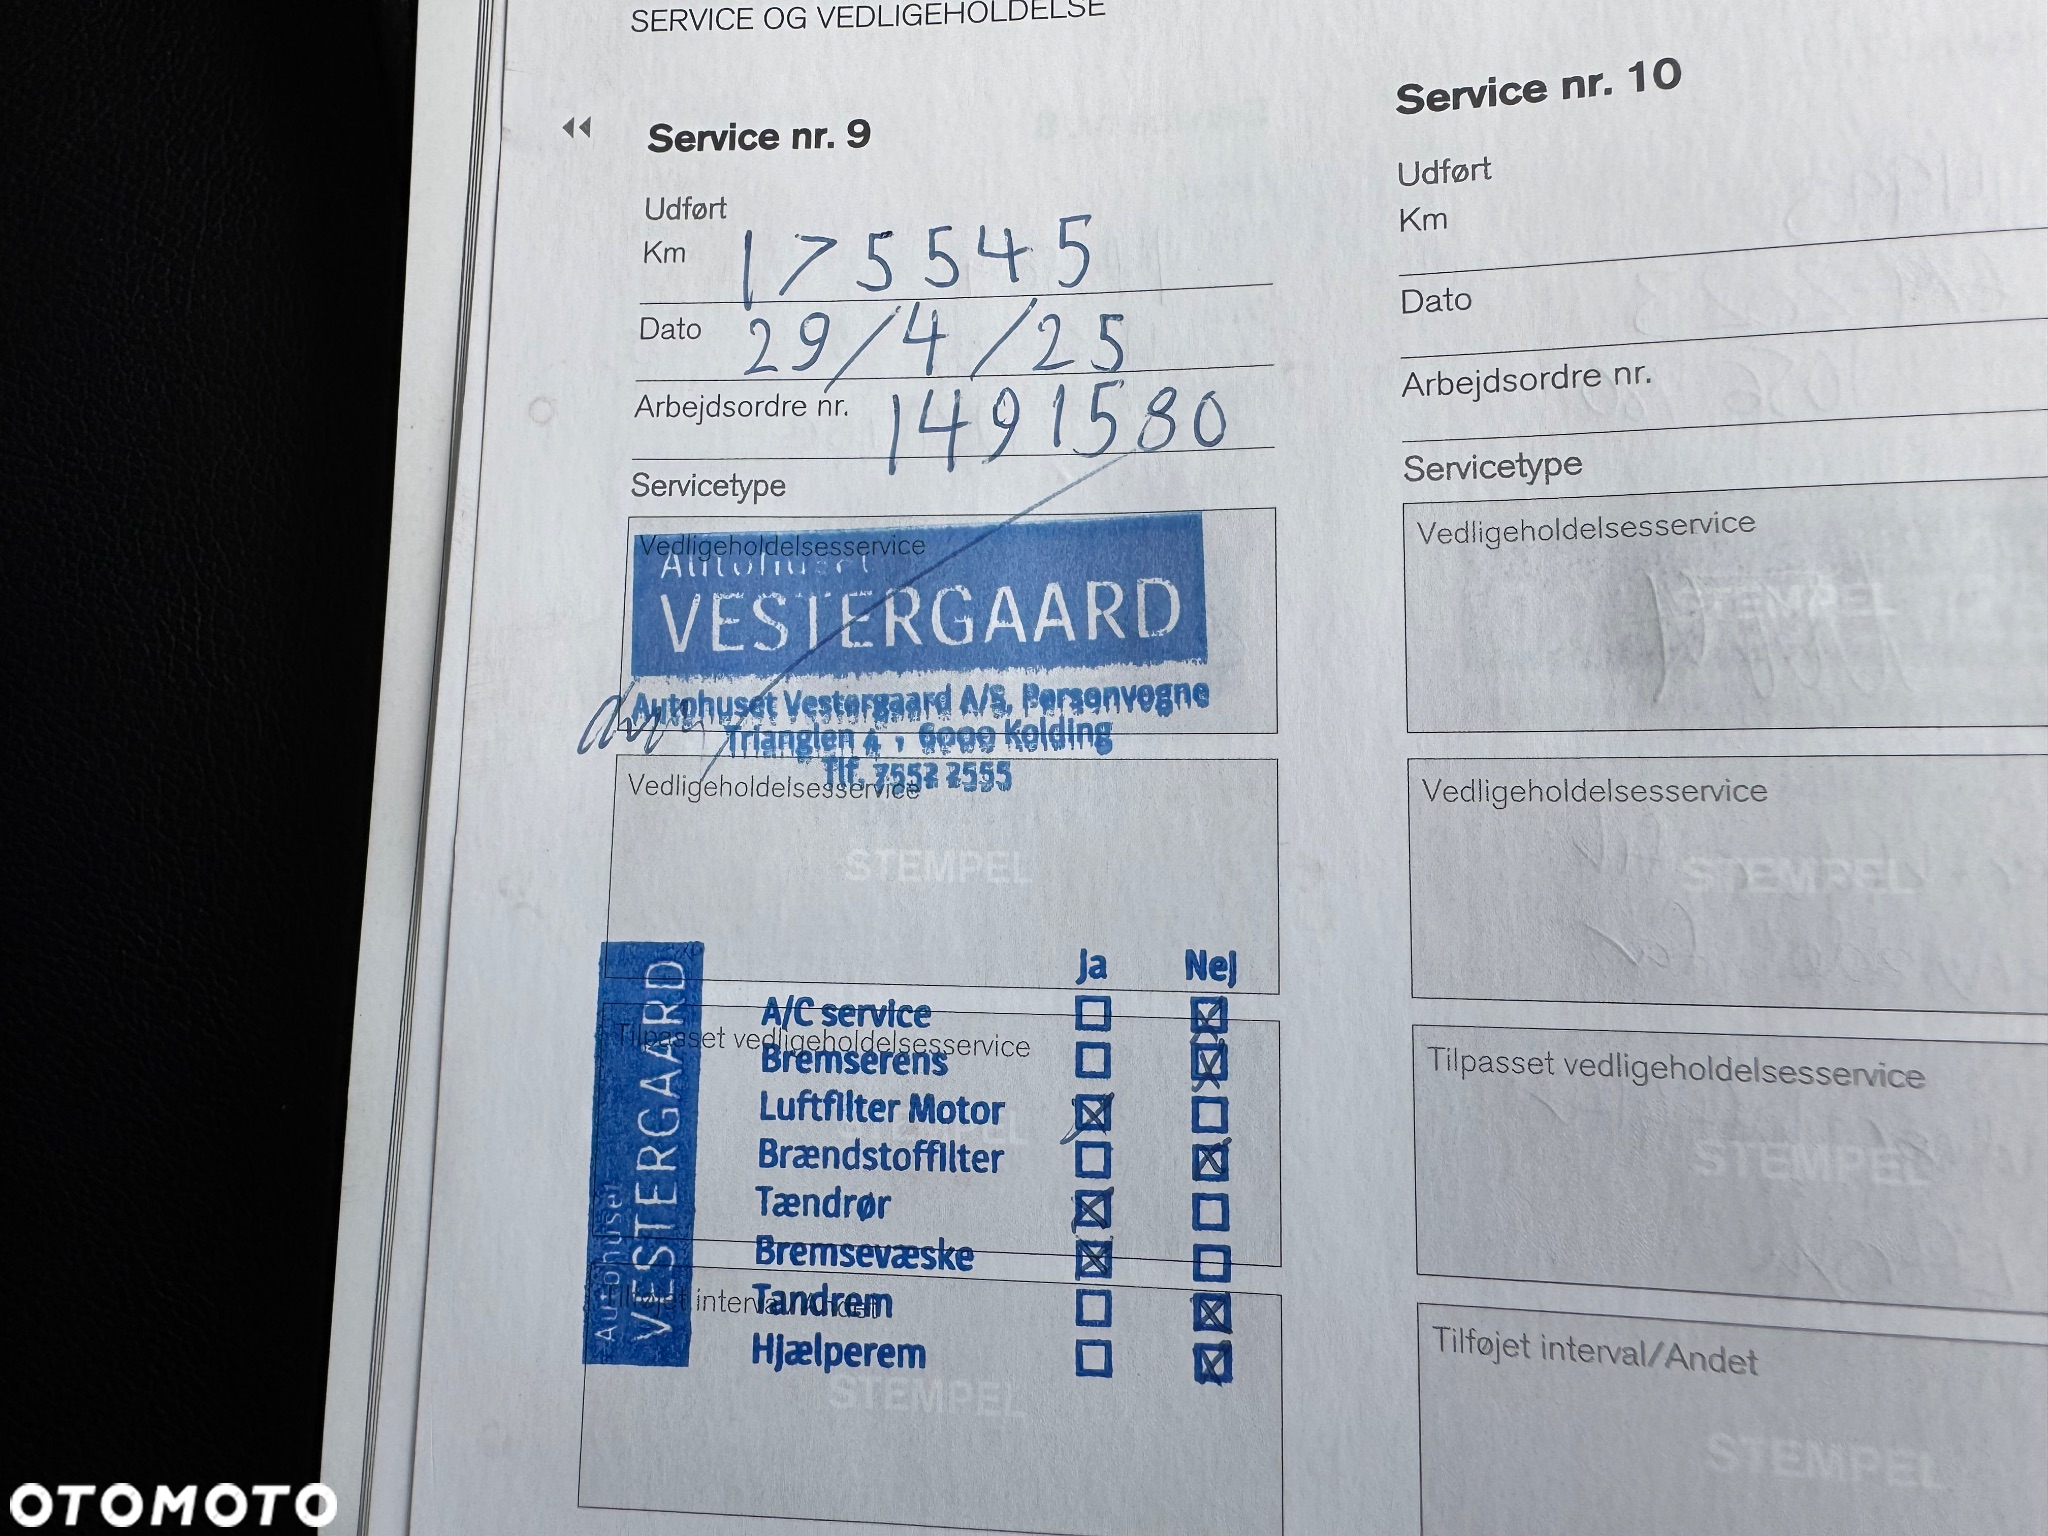 SERVICE OG VEDLIGEHOLDELSE
Service nr. 9
Udført
Km 175545
Dato 29/4/25
Arbejdsordre nr. 1491580
Servicetype
Vedligeholdelsesservice
Autohuset
VESTERGAARD
Autohuset Vestergaard A/S, Personvogne
Trianglen 4, 6000 Kolding
Tlf. 7552 2555
Vedligeholdelsesservice
STEMPEL
Ja Nej
A/C service
Tilpasset vedligeholdelsesservice
Bremserens
Luftfilter Motor
STEMPEL
Brændstoffilter
Tændrør
Bremsevæske
Tilføjet interval/Andet
Tandrem
Hjælperem
STEMPEL
Autohuset
VESTERGAARD
Service nr. 10
Udført
Km
Dato
Arbejdsordre nr.
Servicetype
Vedligeholdelsesservice
STEMPEL
Vedligeholdelsesservice
STEMPEL
Tilpasset vedligeholdelsesservice
STEMPEL
Tilføjet interval/Andet
STEMPEL
OTOMOTO